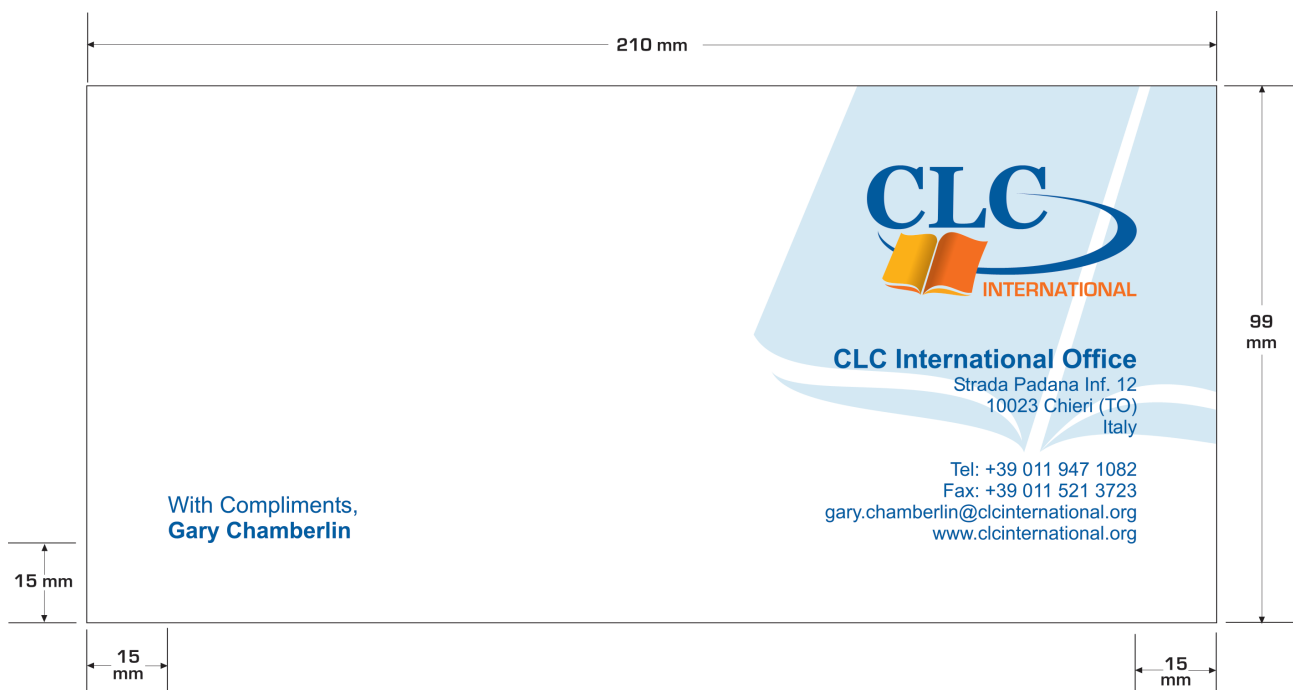 210 mm
CLC
INTERNATIONAL
99
mm
CLC International Office
Strada Padana Inf. 12
10023 Chieri (TO)
Italy
Tel: +39 011 947 1082
Fax: +39 011 521 3723
gary.chamberlin@clcinternational.org
www.clcinternational.org
With Compliments,
Gary Chamberlin
15 mm
15
mm
15
mm